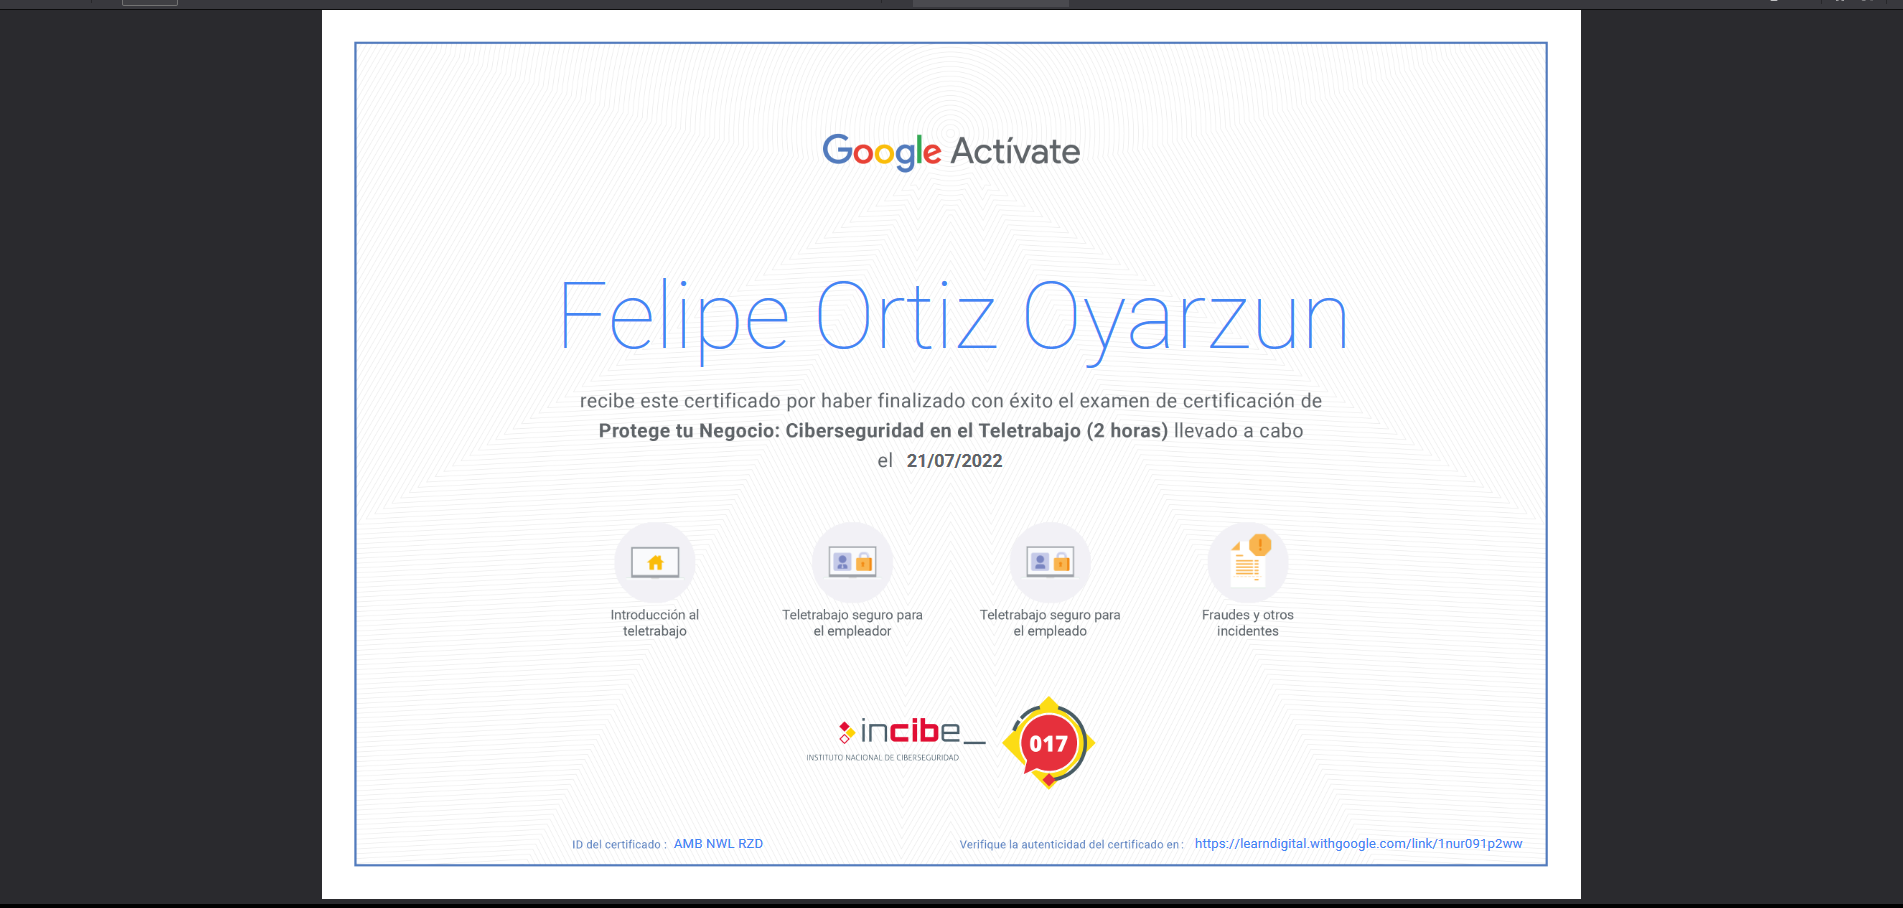 Google Actívate
Felipe Ortiz Oyarzun
recibe este certificado por haber finalizado con éxito el examen de certificación de
Protege tu Negocio: Ciberseguridad en el Teletrabajo (2 horas) llevado a cabo
el 21/07/2022
Introducción al
teletrabajo
Teletrabajo seguro para
el empleador
Teletrabajo seguro para
el empleado
Fraudes y otros
incidentes
incibe_
INSTITUTO NACIONAL DE CIBERSEGURIDAD
017
ID del certificado : AMB NWL RZD
Verifique la autenticidad del certificado en : https://learndigital.withgoogle.com/link/1nur091p2ww